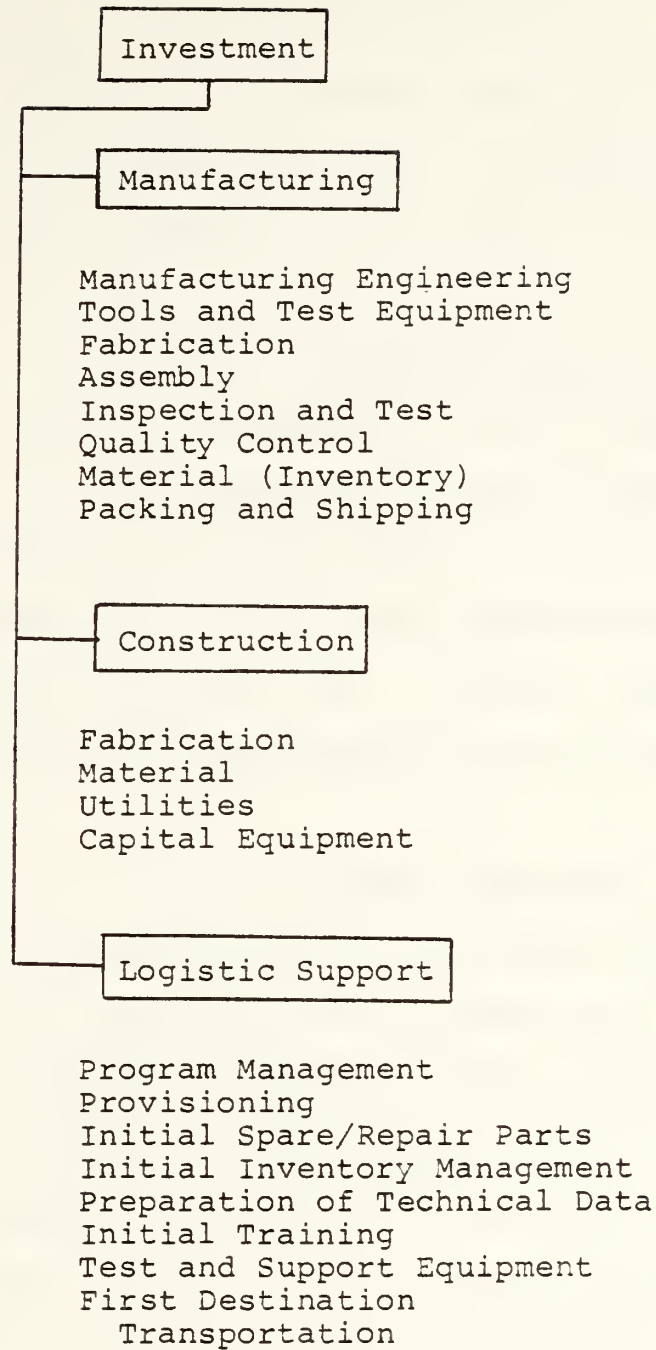 Investment
Manufacturing
Manufacturing Engineering
Tools and Test Equipment
Fabrication
Assembly
Inspection and Test
Quality Control
Material (Inventory)
Packing and Shipping
Construction
Fabrication
Material
Utilities
Capital Equipment
Logistic Support
Program Management
Provisioning
Initial Spare/Repair Parts
Initial Inventory Management
Preparation of Technical Data
Initial Training
Test and Support Equipment
First Destination
Transportation